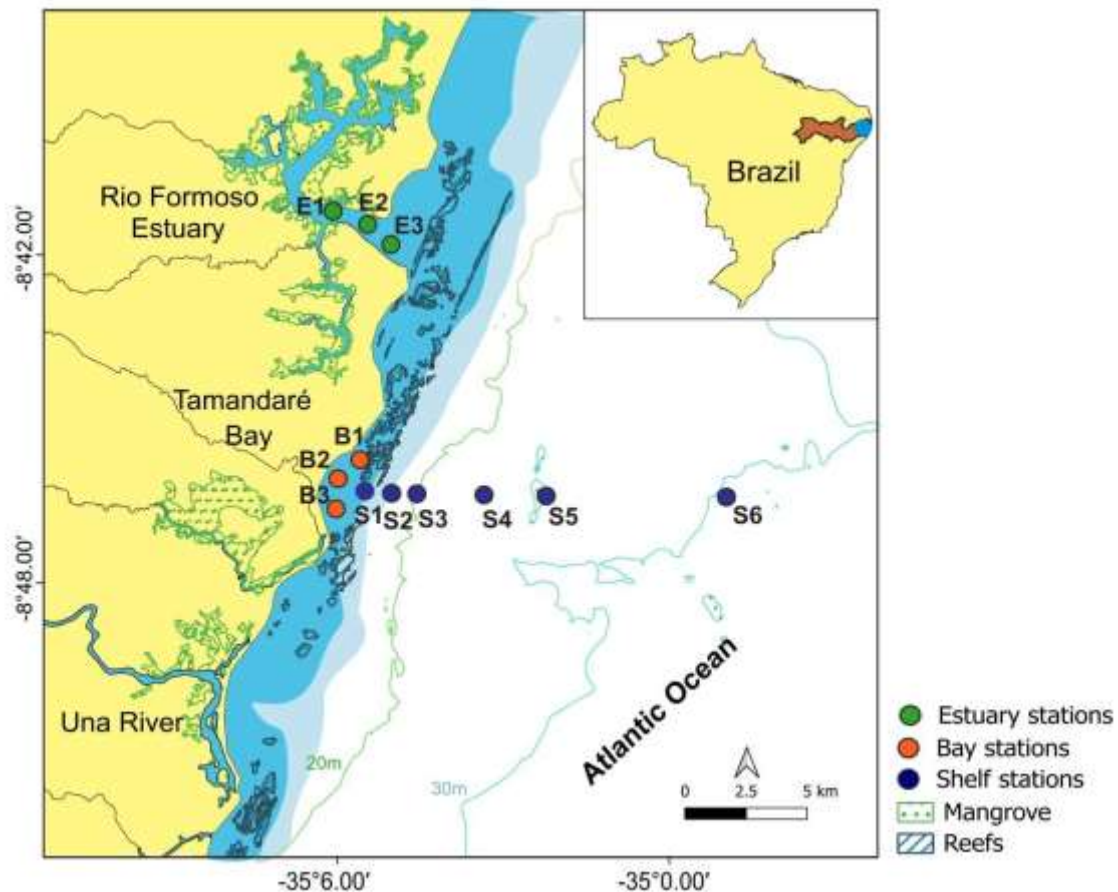 Brazil
Rio Formoso
Estuary
E1
E2
E3
-8°42.00'
Tamandaré
Bay
B1
B2
B3
S1
S2
S3
S4
S5
S6
-8°48.00'
Una River
20m
30m
Atlantic Ocean
0 2.5 5 km
Estuary stations
Bay stations
Shelf stations
Mangrove
Reefs
-35°6.00'
-35°0.00'